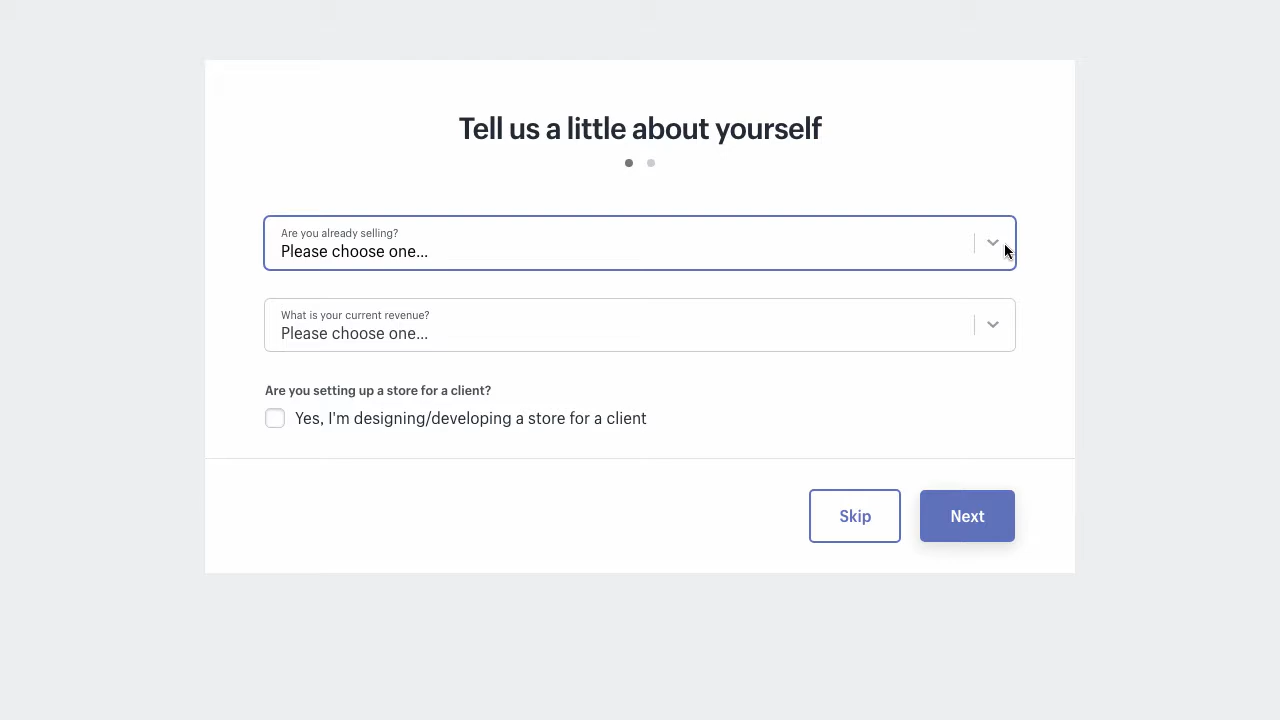 Tell us a little about yourself
Are you already selling?
Please choose one...
What is your current revenue?
Please choose one...
Are you setting up a store for a client?
Yes, I'm designing/developing a store for a client
Skip
Next